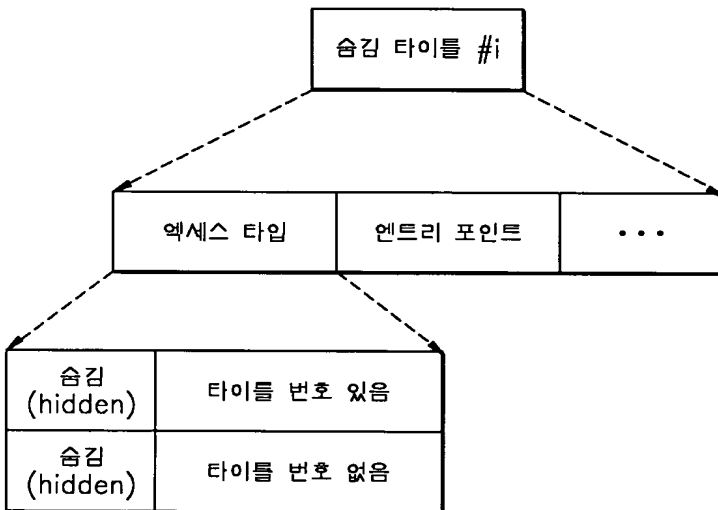 숨김 타이틀 #i
엑세스 타입
엔트리 포인트
···
숨김
(hidden)
타이틀 번호 있음
숨김
(hidden)
타이틀 번호 없음